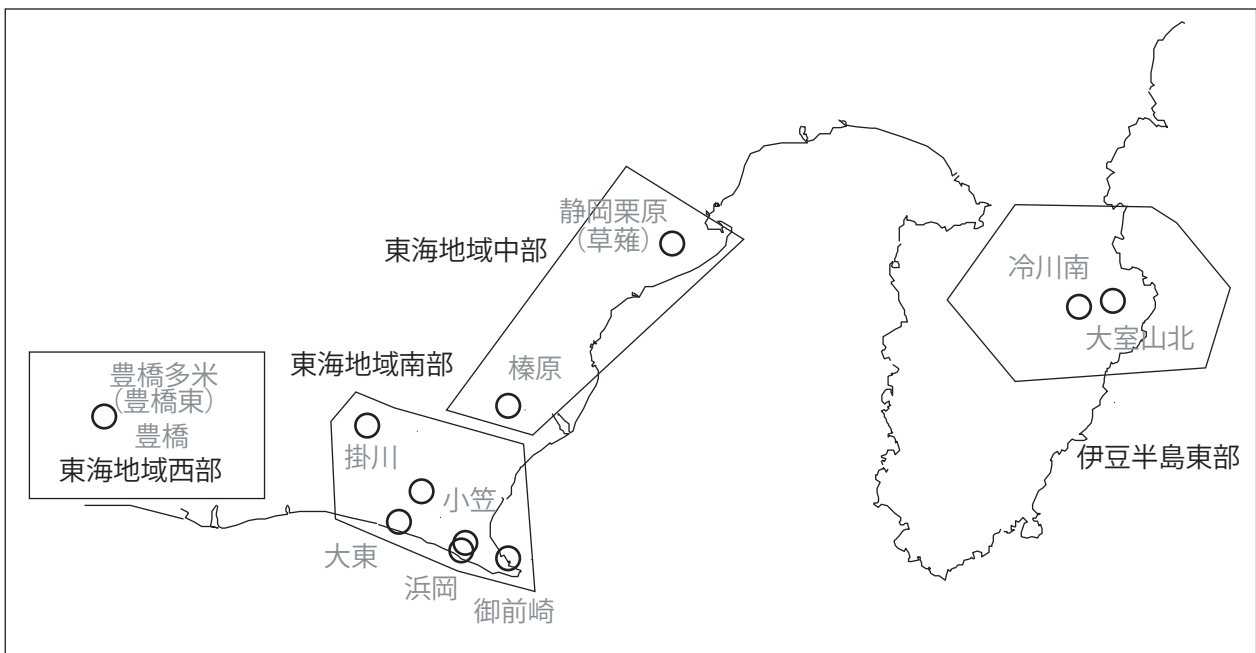 静岡栗原
（草薙）
東海地域中部
冷川南
大室山北
東海地域南部
榛原
豊橋多米
（豊橋東）
豊橋
東海地域西部
掛川
伊豆半島東部
小笠
大東
浜岡
御前崎